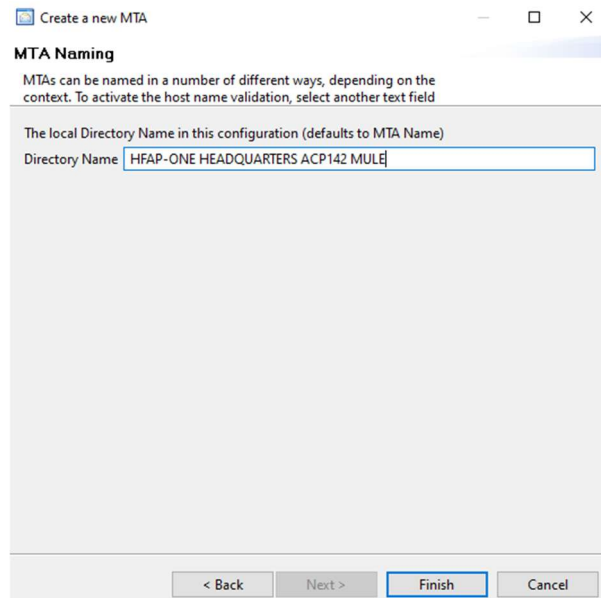 Create a new MTA
MTA Naming
MTAs can be named in a number of different ways, depending on the
context. To activate the host name validation, select another text field
The local Directory Name in this configuration (defaults to MTA Name)
Directory Name HFAP-ONE HEADQUARTERS ACP142 MULE
< Back Next > Finish Cancel